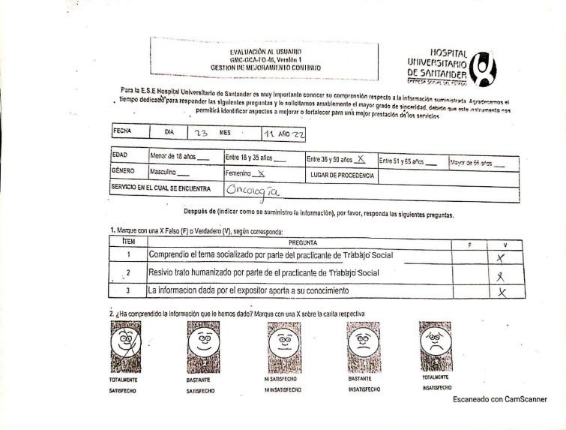 EVALUACIÓN AL USUARIO
GMC-GCA-FO-46, Versión 1
GESTION DE MEJORAMIENTO CONTINUO
HOSPITAL
UNIVERSITARIO
DE SANTANDER
EMPRESA SOCIAL DEL ESTADO
Para la E.S.E Hospital Universitario de Santander es muy importante conocer su comprensión respecto a la información suministrada. Agradecemos el
tiempo dedicado para responder las siguientes preguntas y le solicitamos amablemente el mayor grado de sinceridad, debido que este instrumento nos
permitirá identificar aspectos a mejorar o fortalecer para una mejor prestación de los servicios
FECHA DIA 23 MES 11 AÑO 22
EDAD Menor de 18 años ___ Entre 18 y 35 años ___ Entre 36 y 50 años X Entre 51 y 65 años ___ Mayor de 65 años ___
GÉNERO Masculino ___ Femenino X LUGAR DE PROCEDENCIA
SERVICIO EN EL CUAL SE ENCUENTRA Oncología
Después de (indicar como se suministro la información), por favor, responda las siguientes preguntas.
1. Marque con una X Falso (F) o Verdadero (V), según corresponda:
ÍTEM PREGUNTA F V
1 Comprendio el tema socializado por parte del practicante de Trabajo Social X
2 Resivio trato humanizado por parte de el practicante de Trabajo Social X
3 La informacion dada por el expositor aporta a su conocimiento X
2. ¿Ha comprendido la información que le hemos dado? Marque con una X sobre la carita respectiva
TOTALMENTE BASTANTE NI SATISFECHO BASTANTE TOTALMENTE
SATISFECHO SATISFECHO NI INSATISFECHO INSATISFECHO INSATISFECHO
Escaneado con CamScanner